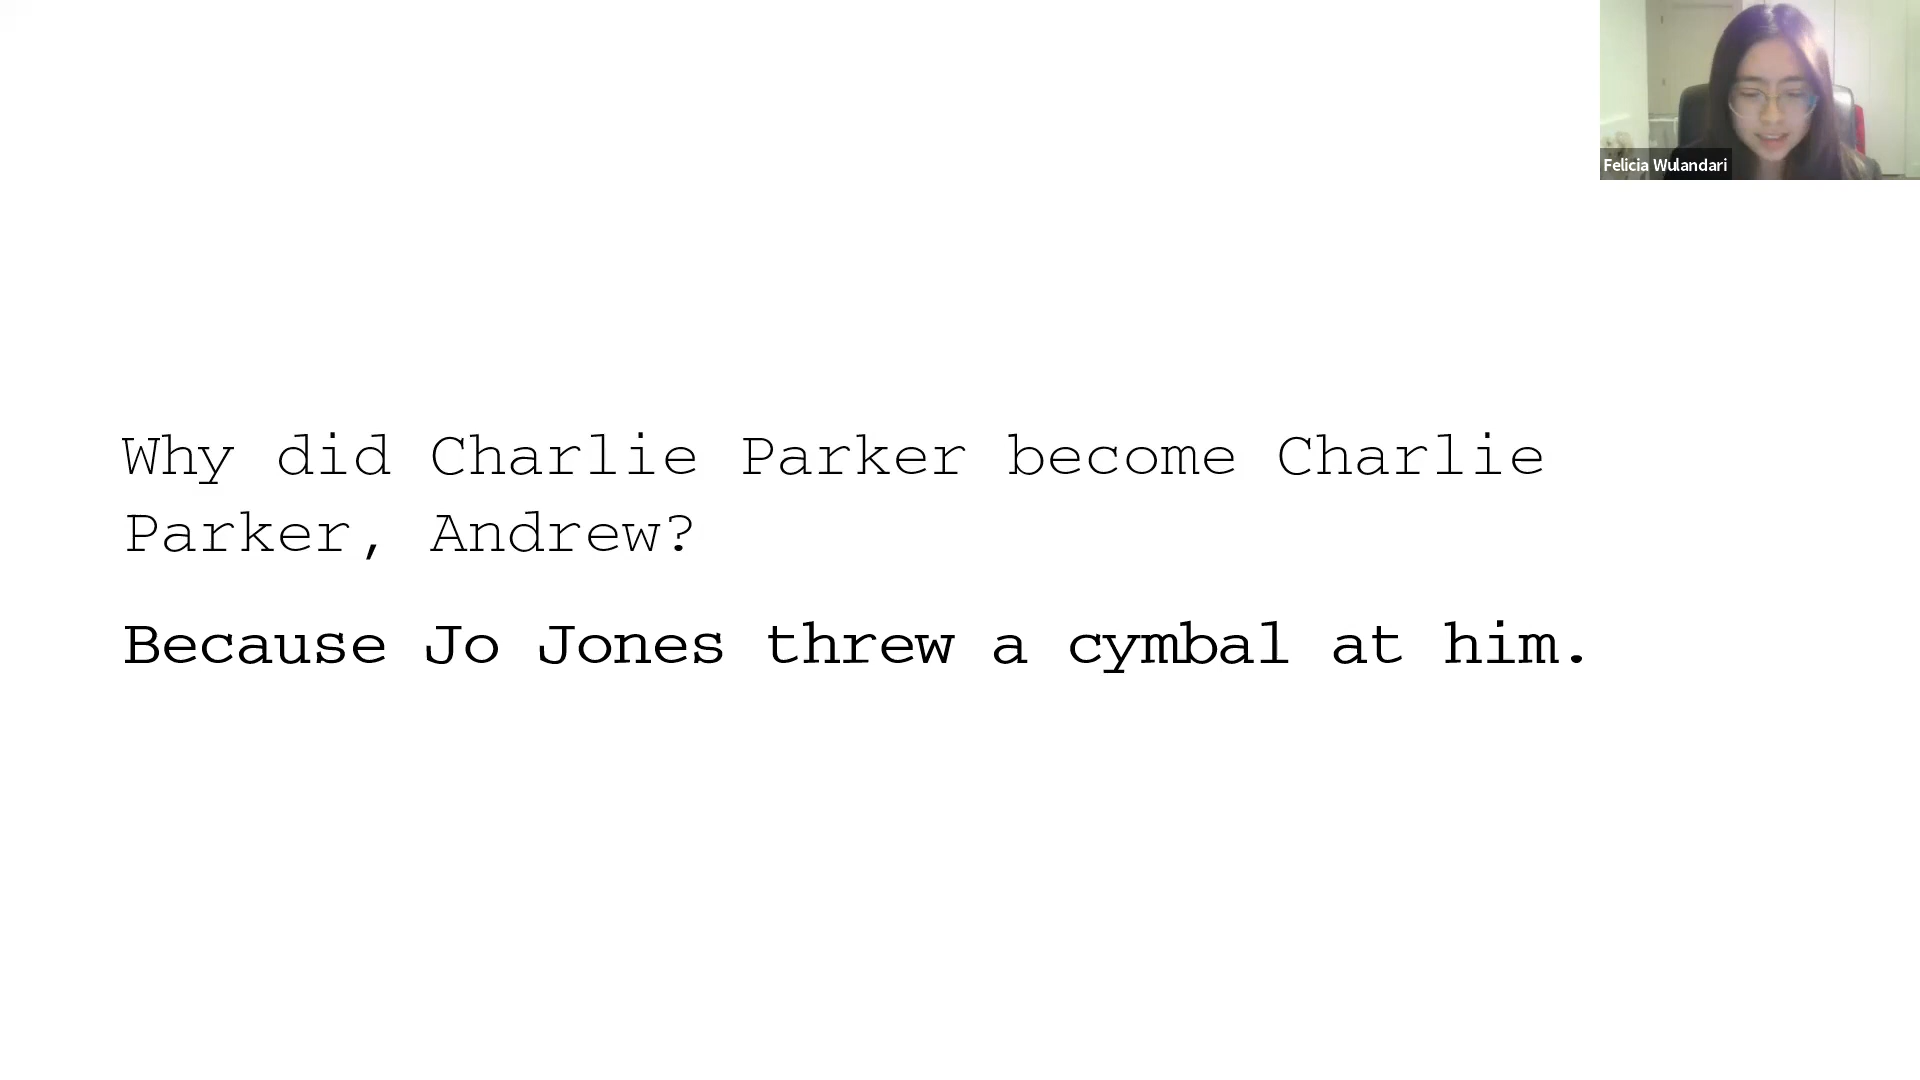 Felicia Wulandari
Why did Charlie Parker become Charlie
Parker, Andrew?
Because Jo Jones threw a cymbal at him.